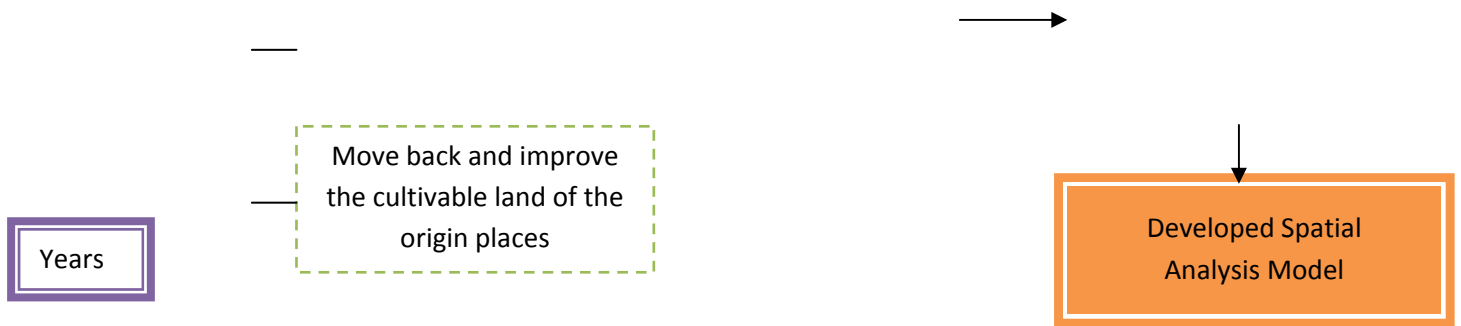 Move back and improve
the cultivable land of the
origin places
Years
Developed Spatial
Analysis Model